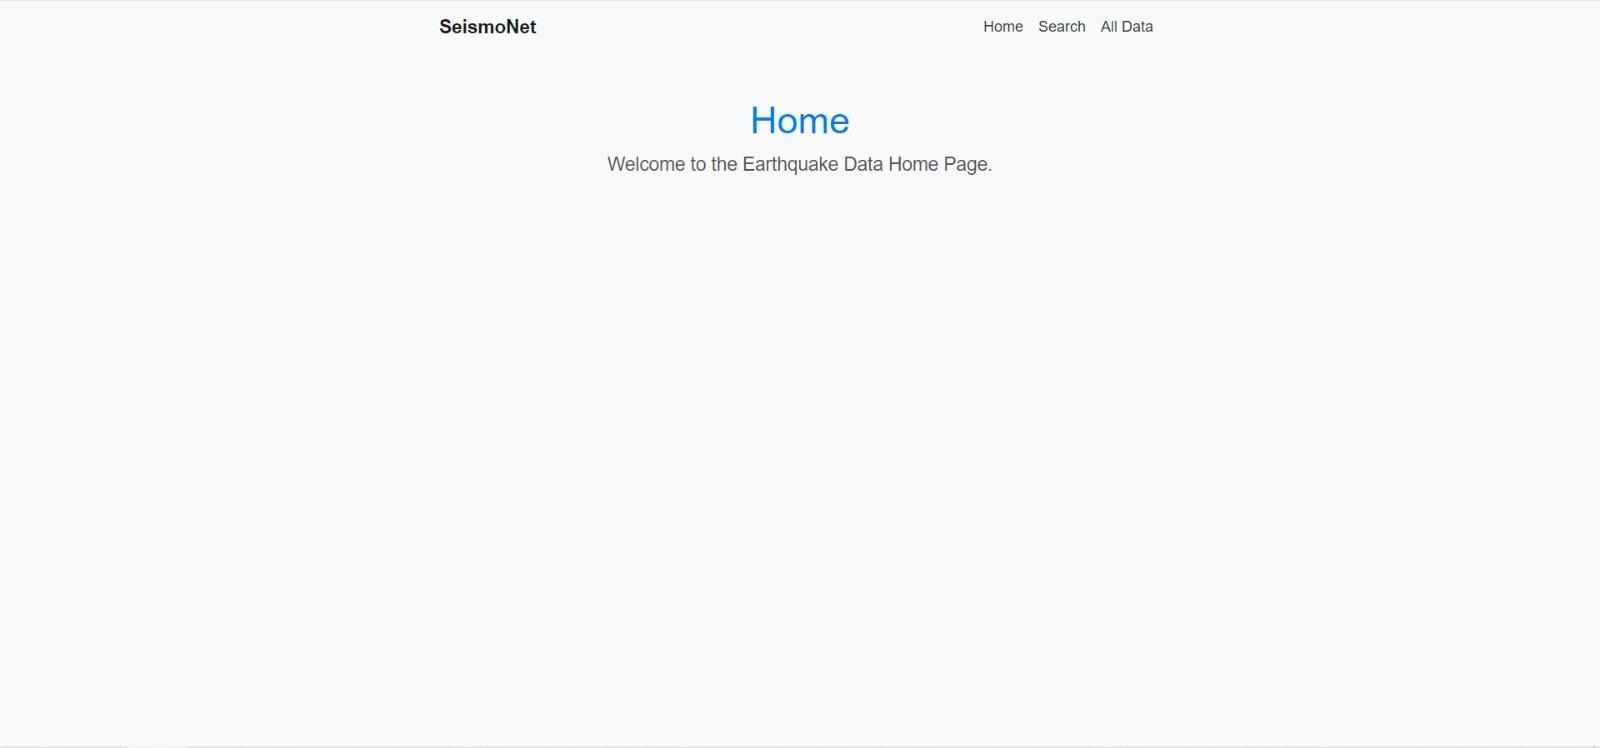 SeismoNet
Home Search All Data
Home
Welcome to the Earthquake Data Home Page.